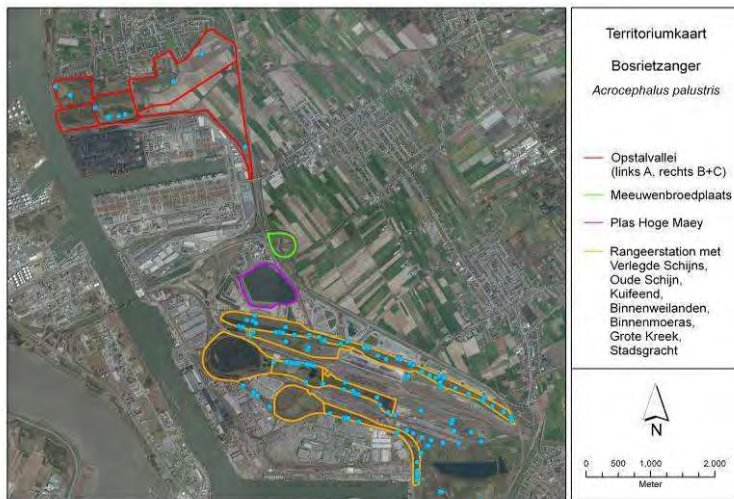 Territoriumkaart
Bosrietzanger
Acrocephalus palustris
Opstalvallei
(links A, rechts B+C)
Meeuwenbroedplaats
Plas Hoge Maey
Rangeerstation met
Verlegde Schijns,
Oude Schijn,
Kuifeend,
Binnenweilanden,
Binnenmoeras,
Grote Kreek,
Stadsgracht
N
0 500 1.000 2.000
Meter